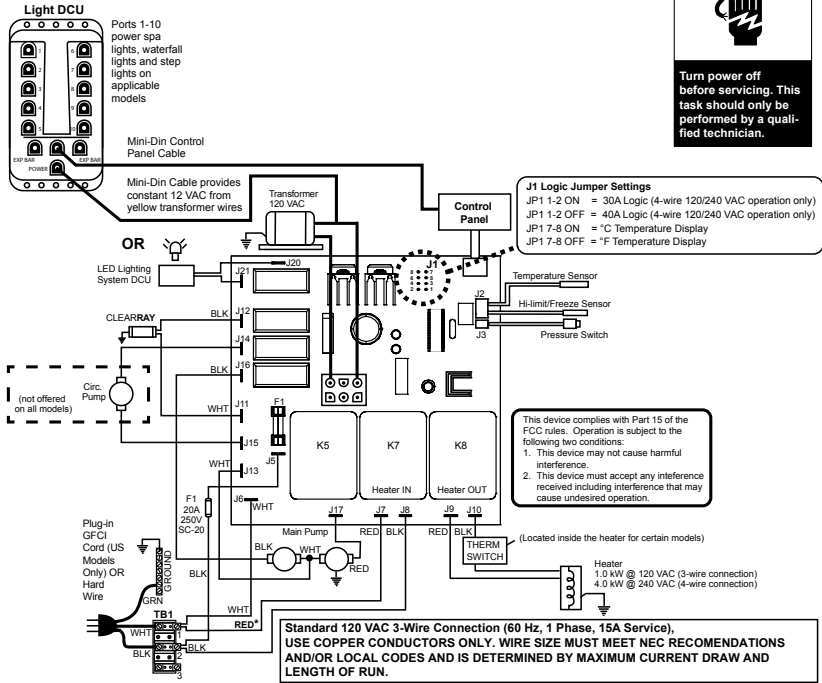 Light DCU
Ports 1-10
power spa
lights, waterfall
lights and step
lights on
applicable
models
1
2
3
4
5
6
7
8
9
10
EXP BAR
EXP BAR
POWER
Turn power off
before servicing. This
task should only be
performed by a quali-
fied technician.
Mini-Din Control
Panel Cable
Mini-Din Cable provides
constant 12 VAC from
yellow transformer wires
Transformer
120 VAC
Control
Panel
J1 Logic Jumper Settings
JP1 1-2 ON = 30A Logic (4-wire 120/240 VAC operation only)
JP1 1-2 OFF = 40A Logic (4-wire 120/240 VAC operation only)
JP1 7-8 ON = °C Temperature Display
JP1 7-8 OFF = °F Temperature Display
OR
LED Lighting
System DCU
J20
J21
J1
Temperature Sensor
J2
Hi-limit/Freeze Sensor
J3
Pressure Switch
BLK
J12
CLEARRAY
J14
BLK
J16
(not offered
on all models)
Circ.
Pump
WHT
J11
F1
J15
WHT
J13
J5
K5
K7
K8
Heater IN
Heater OUT
This device complies with Part 15 of the
FCC rules. Operation is subject to the
following two conditions:
1. This device may not cause harmful
interference.
2. This device must accept any inteference
received including interference that may
cause undesired operation.
F1
20A
250V
SC-20
J6
WHT
J17
J7
J8
J9
J10
Main Pump
RED
BLK
RED
BLK
(Located inside the heater for certain models)
THERM
SWITCH
BLK
WHT
RED
Heater
1.0 kW @ 120 VAC (3-wire connection)
4.0 kW @ 240 VAC (4-wire connection)
Plug-in
GFCI
Cord (US
Models
Only) OR
Hard
Wire
GROUND
BLK
GRN
TB1
WHT
RED*
WHT
1
BLK
BLK
2
3
Standard 120 VAC 3-Wire Connection (60 Hz, 1 Phase, 15A Service),
USE COPPER CONDUCTORS ONLY. WIRE SIZE MUST MEET NEC RECOMENDATIONS
AND/OR LOCAL CODES AND IS DETERMINED BY MAXIMUM CURRENT DRAW AND
LENGTH OF RUN.